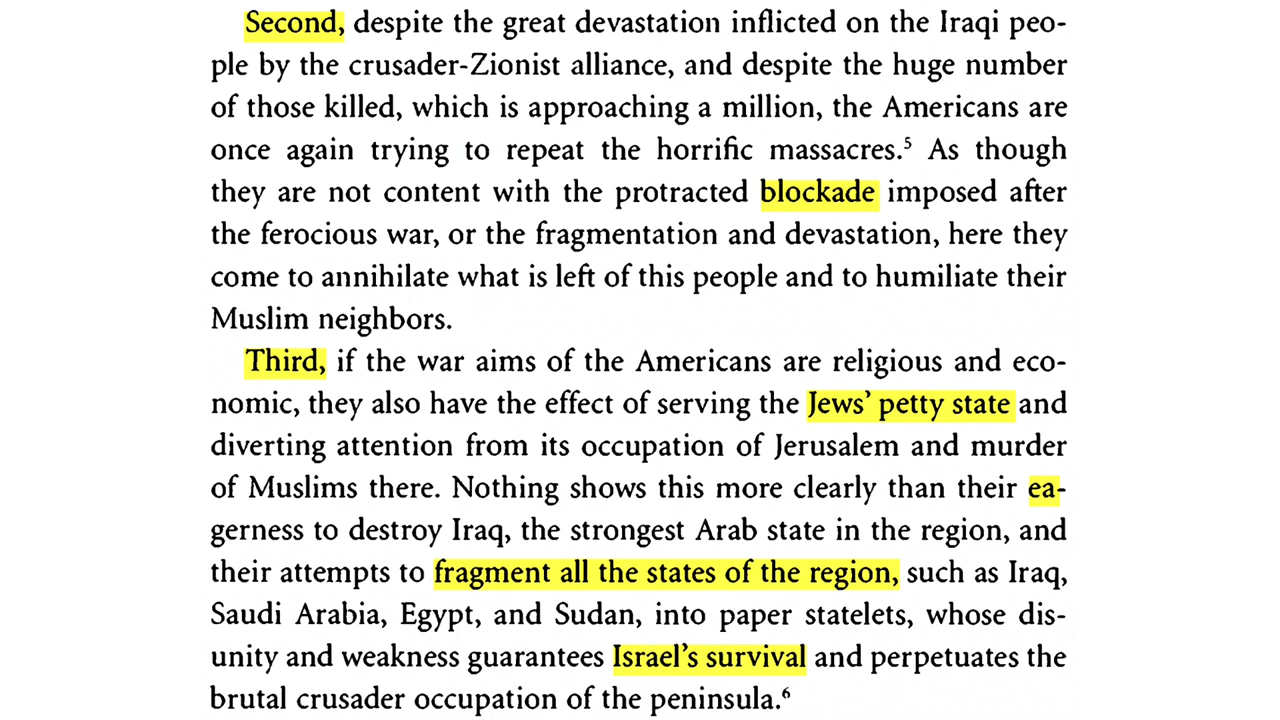 Second, despite the great devastation inflicted on the Iraqi peo-
ple by the crusader-Zionist alliance, and despite the huge number
of those killed, which is approaching a million, the Americans are
once again trying to repeat the horrific massacres.⁵ As though
they are not content with the protracted blockade imposed after
the ferocious war, or the fragmentation and devastation, here they
come to annihilate what is left of this people and to humiliate their
Muslim neighbors.
Third, if the war aims of the Americans are religious and eco-
nomic, they also have the effect of serving the Jews’ petty state and
diverting attention from its occupation of Jerusalem and murder
of Muslims there. Nothing shows this more clearly than their ea-
gerness to destroy Iraq, the strongest Arab state in the region, and
their attempts to fragment all the states of the region, such as Iraq,
Saudi Arabia, Egypt, and Sudan, into paper statelets, whose dis-
unity and weakness guarantees Israel’s survival and perpetuates the
brutal crusader occupation of the peninsula.⁶